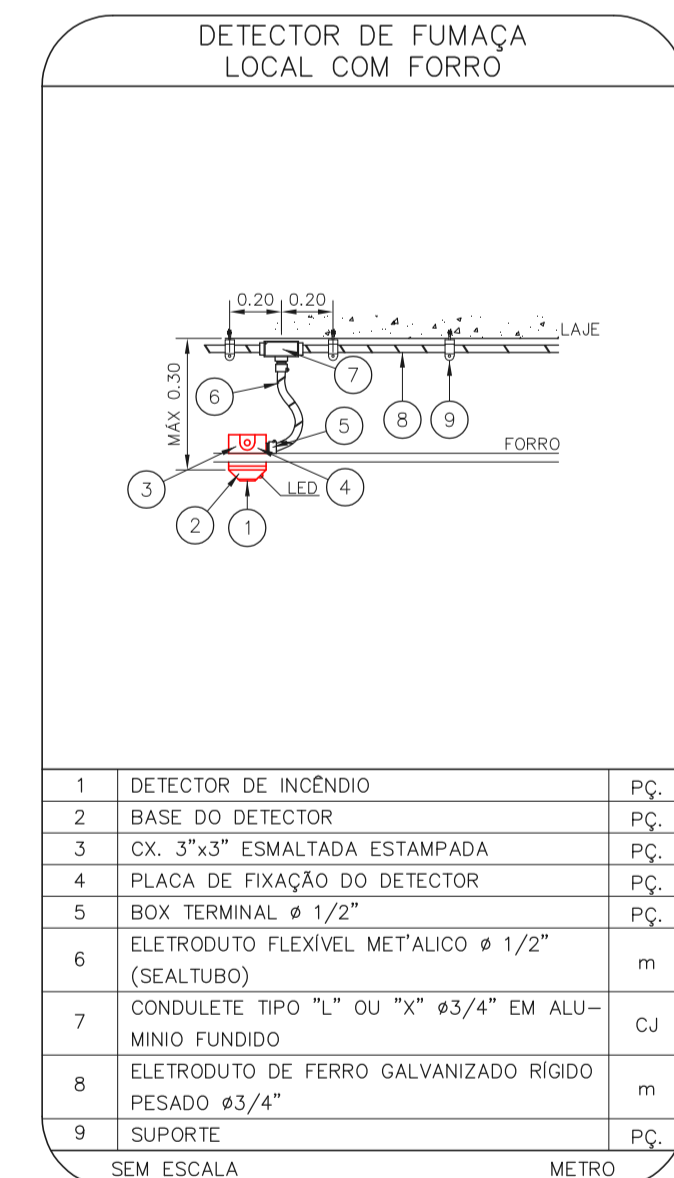 DETECTOR DE FUMAÇA
LOCAL COM FORRO
0.20 0.20
LAJE
MÁX 0.30
7
6
5
8
9
FORRO
3
LED
4
2
1
1 DETECTOR DE INCÊNDIO PÇ.
2 BASE DO DETECTOR PÇ.
3 CX. 3"x3" ESMALTADA ESTAMPADA PÇ.
4 PLACA DE FIXAÇÃO DO DETECTOR PÇ.
5 BOX TERMINAL ø 1/2" PÇ.
6 ELETRODUTO FLEXÍVEL MET'ALICO ø 1/2"
(SEALTUBO) m
7 CONDULETE TIPO "L" OU "X" ø3/4" EM ALU-
MINIO FUNDIDO CJ
8 ELETRODUTO DE FERRO GALVANIZADO RÍGIDO
PESADO ø3/4" m
9 SUPORTE PÇ.
SEM ESCALA METRO